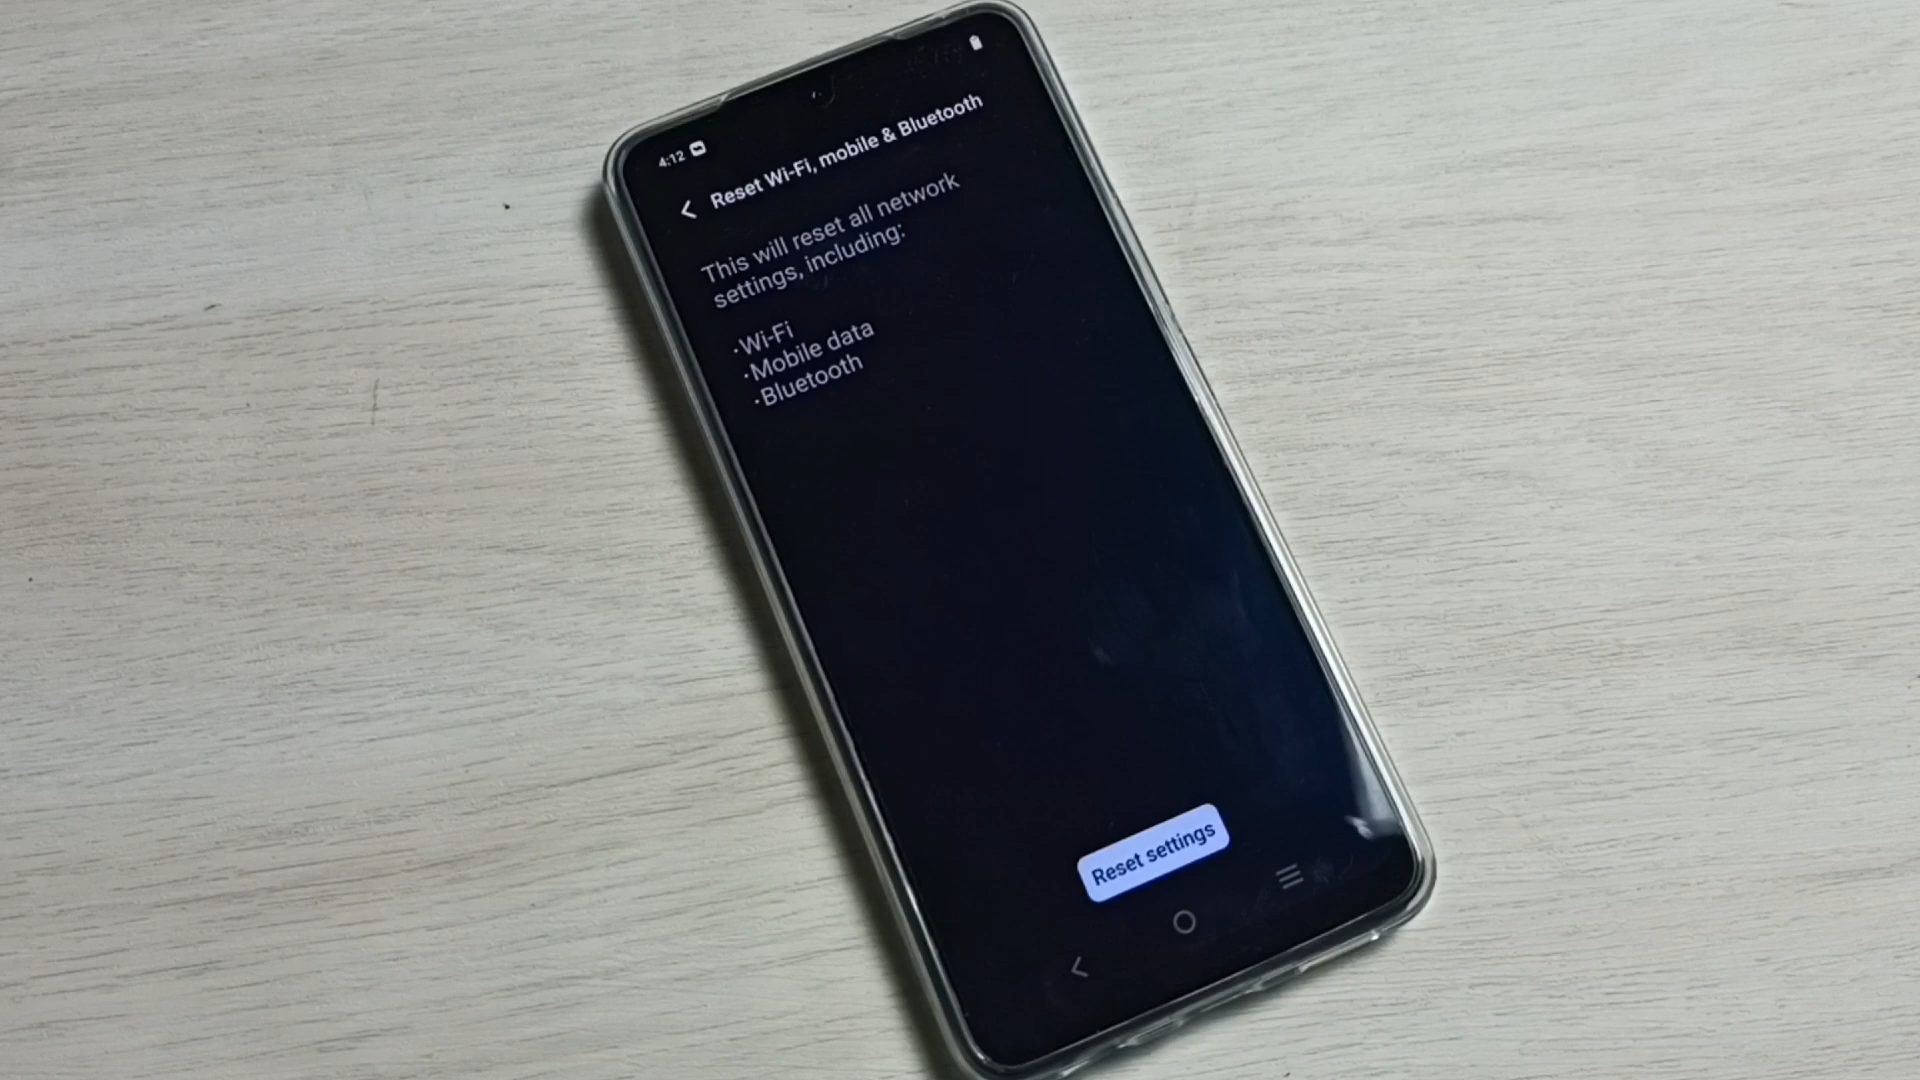 4:12
Reset Wi-Fi, mobile & Bluetooth
This will reset all network
settings, including:
·Wi-Fi
·Mobile data
·Bluetooth
Reset settings